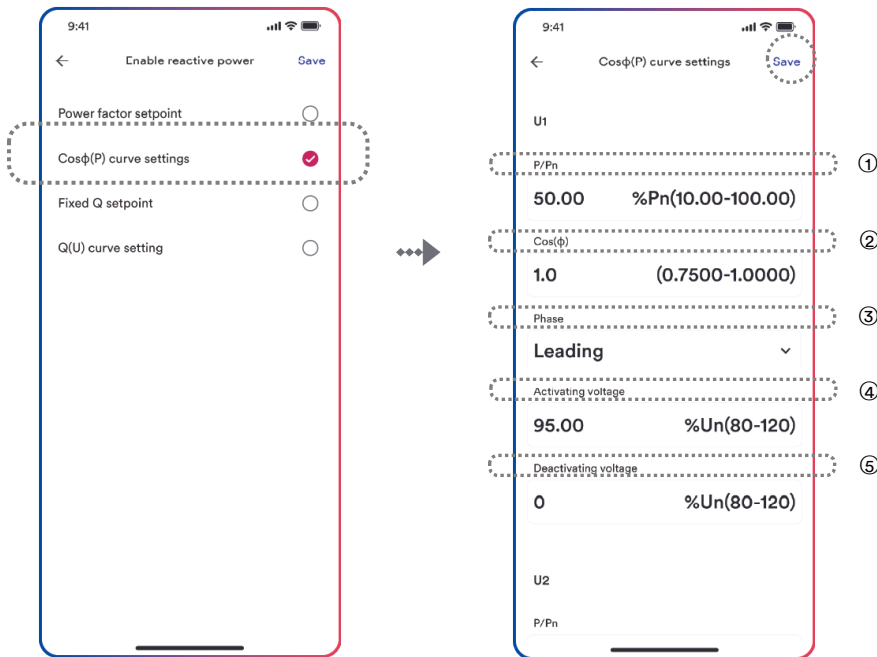 9:41
Enable reactive power
Save
Power factor setpoint
Cosφ(P) curve settings
Fixed Q setpoint
Q(U) curve setting
9:41
Cosφ(P) curve settings
Save
U1
P/Pn
①
50.00 %Pn(10.00-100.00)
Cos(φ)
②
1.0 (0.7500-1.0000)
Phase
③
Leading
Activating voltage
④
95.00 %Un(80-120)
Deactivating voltage
⑤
0 %Un(80-120)
U2
P/Pn